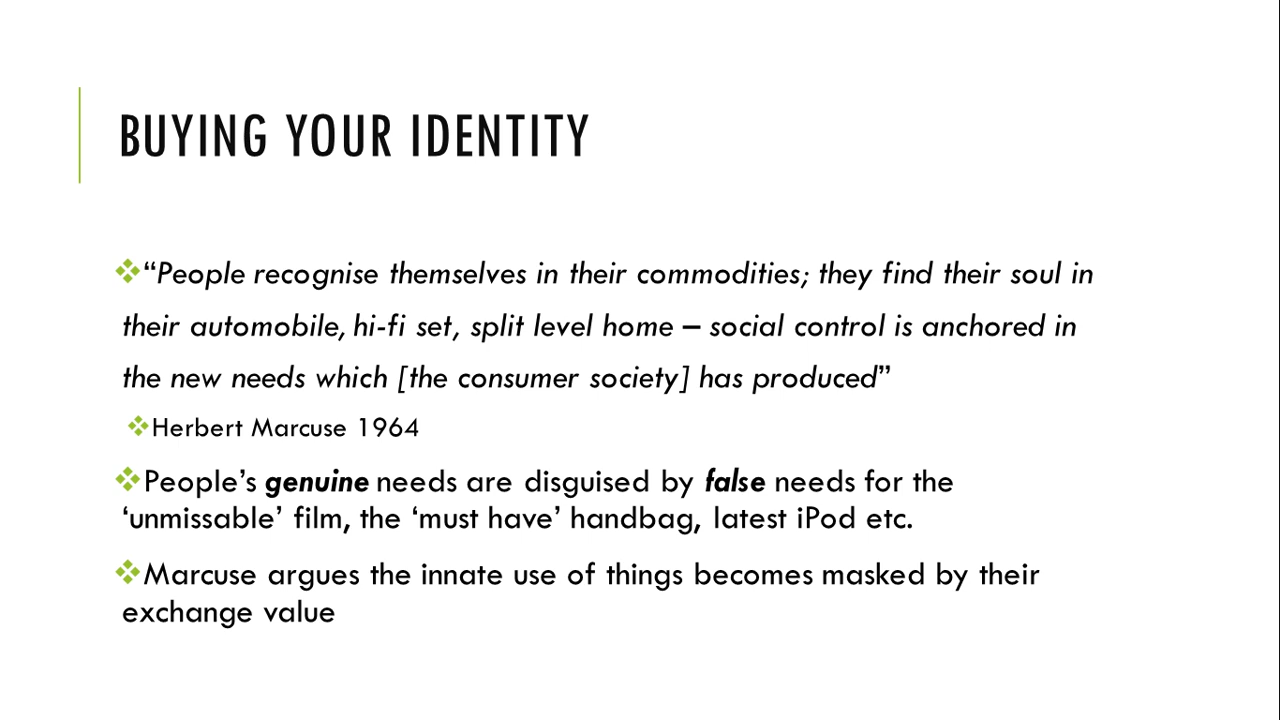 BUYING YOUR IDENTITY
❖“People recognise themselves in their commodities; they find their soul in
their automobile, hi-fi set, split level home – social control is anchored in
the new needs which [the consumer society] has produced”
❖Herbert Marcuse 1964
❖People’s genuine needs are disguised by false needs for the
‘unmissable’ film, the ‘must have’ handbag, latest iPod etc.
❖Marcuse argues the innate use of things becomes masked by their
exchange value